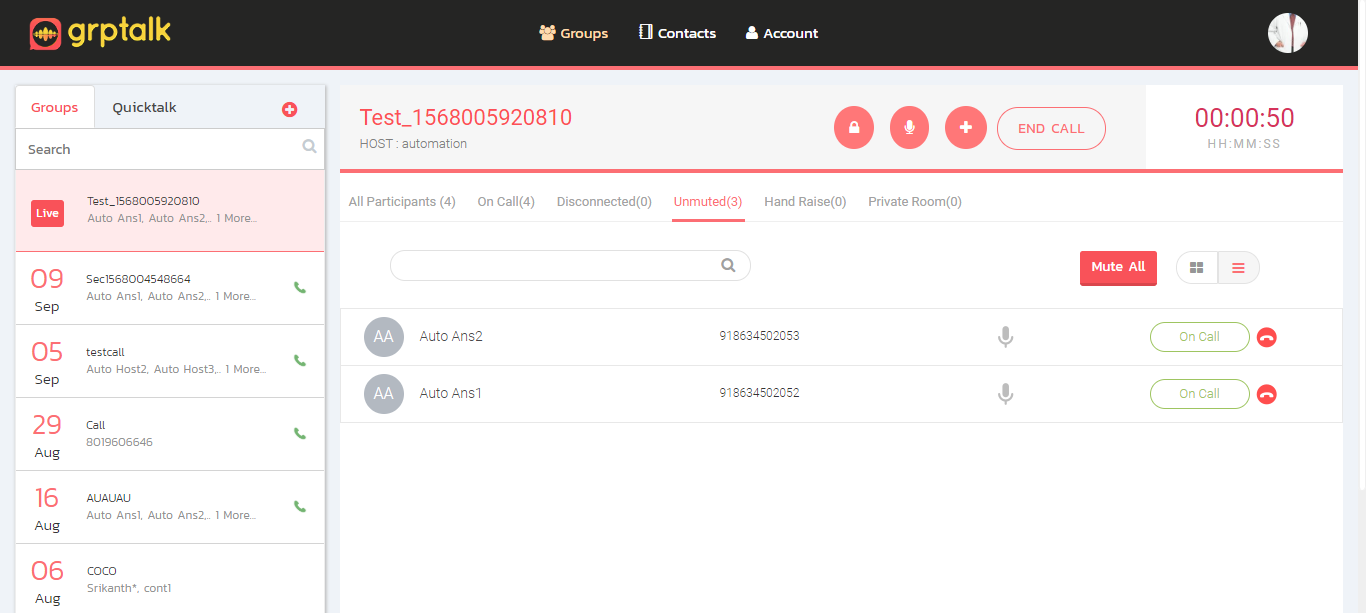 grptalk
Groups Contacts Account
Groups Quicktalk
Search
Live
Test_1568005920810
Auto Ans1, Auto Ans2,.. 1 More...
09
Sep
Sec1568004548664
Auto Ans1, Auto Ans2,.. 1 More...
05
Sep
testcall
Auto Host2, Auto Host3,.. 1 More...
29
Aug
Call
8019606646
16
Aug
AUAUAU
Auto Ans1, Auto Ans2,.. 1 More...
06
Aug
COCO
Srikanth*, cont1
Test_1568005920810
HOST : automation
END CALL
00:00:50
HH:MM:SS
All Participants (4) On Call(4) Disconnected(0) Unmuted(3) Hand Raise(0) Private Room(0)
Mute All
AA Auto Ans2 918634502053 On Call
AA Auto Ans1 918634502052 On Call